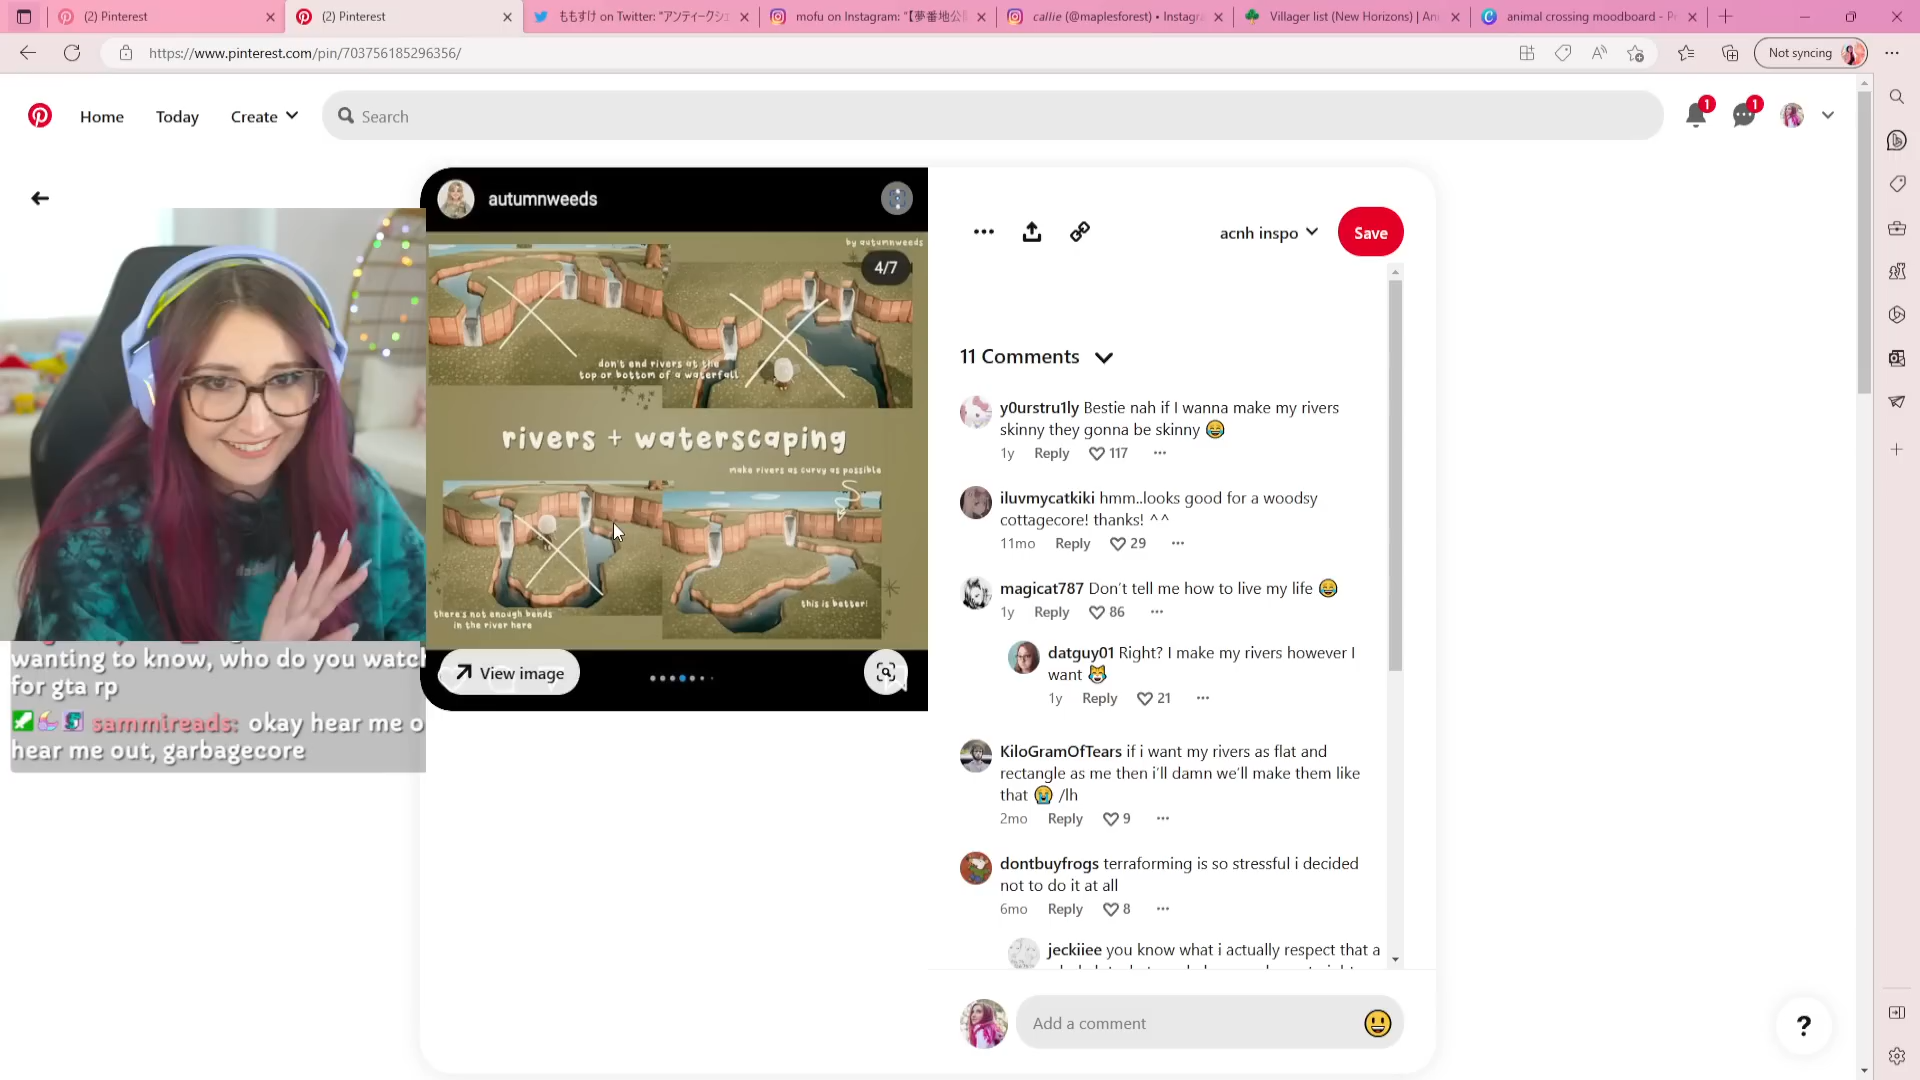 (2) Pinterest
(2) Pinterest
ももすけ on Twitter: "アンティークシ
mofu on Instagram: "【夢番地公
callie (@maplesforest) • Instagra
Villager list (New Horizons) | Ani
animal crossing moodboard - P
https://www.pinterest.com/pin/703756185296356/
Not syncing
Home
Today
Create
Search
1
1
autumnweeds
by autumnweeds
4/7
don't end rivers at the
top or bottom of a waterfall
rivers + waterscaping
make rivers as curvy as possible
there's not enough bends
in the river here
this is better!
View image
wanting to know, who do you watch
for gta rp
sammireads: okay hear me o
hear me out, garbagecore
acnh inspo
Save
11 Comments
y0urstru1ly Bestie nah if I wanna make my rivers
skinny they gonna be skinny 😂
1y Reply 117
iluvmycatkiki hmm..looks good for a woodsy
cottagecore! thanks! ^^
11mo Reply 29
magicat787 Don't tell me how to live my life 😂
1y Reply 86
datguy01 Right? I make my rivers however I
want 😹
1y Reply 21
KiloGramOfTears if i want my rivers as flat and
rectangle as me then i'll damn we'll make them like
that 😭 /lh
2mo Reply 9
dontbuyfrogs terraforming is so stressful i decided
not to do it at all
6mo Reply 8
jeckiiee you know what i actually respect that a
Add a comment
?